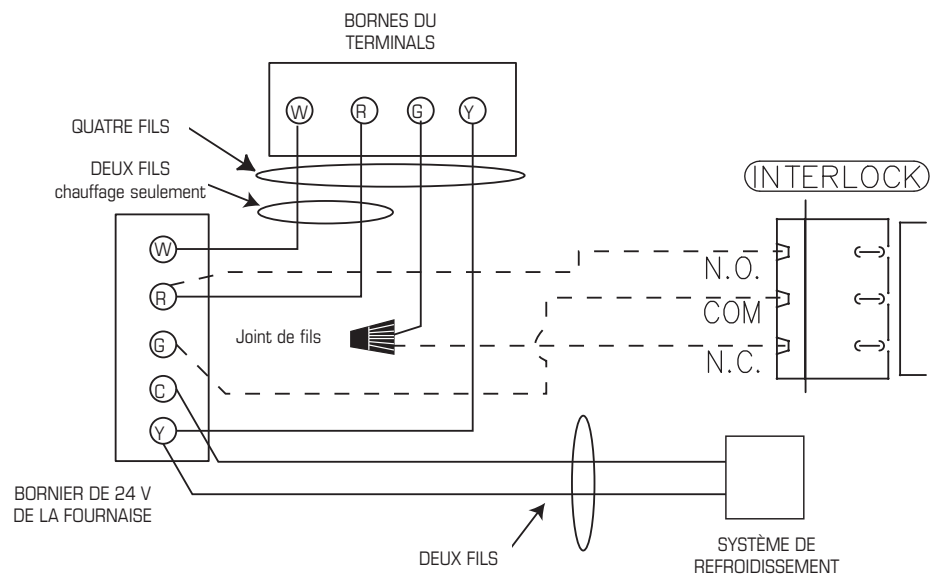 BORNES DU
TERMINALS
W R G Y
QUATRE FILS
DEUX FILS
chauffage seulement
INTERLOCK
W
R
G
C
Y
Joint de fils
N.O.
COM
N.C.
BORNIER DE 24 V
DE LA FOURNAISE
DEUX FILS
SYSTÈME DE
REFROIDISSEMENT